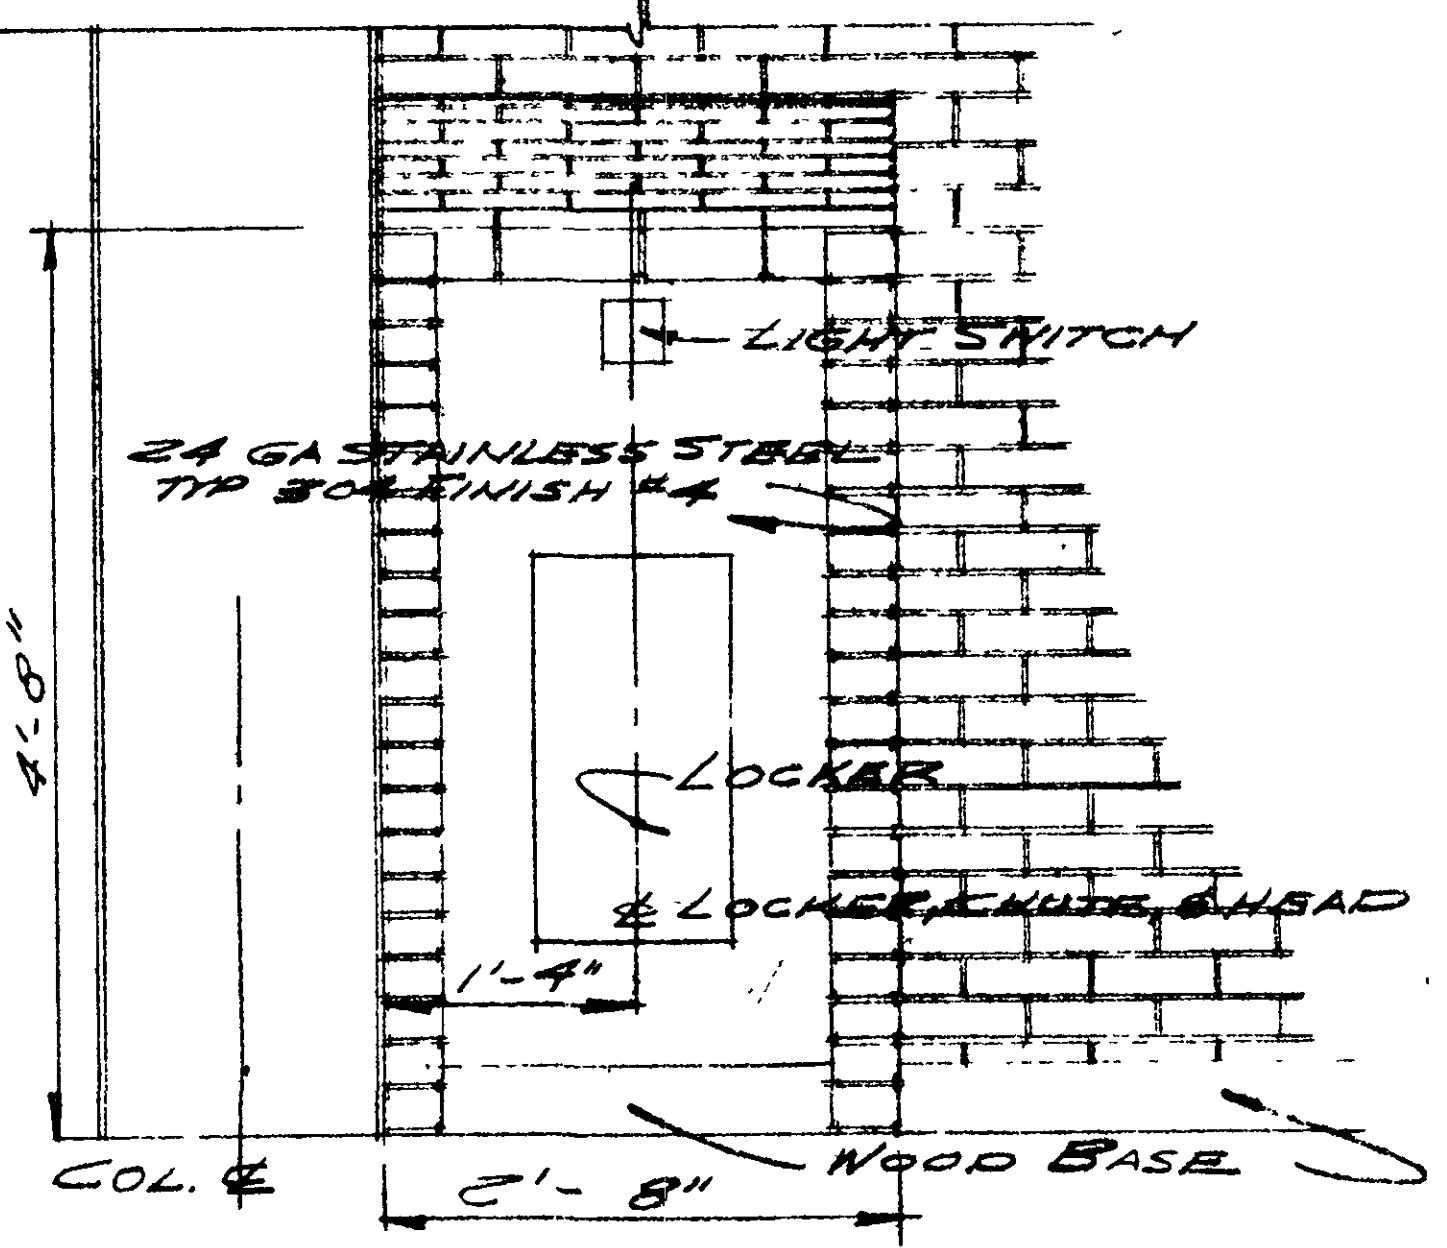 LIGHT SWITCH
24 GA STAINLESS STEEL
TYP 304 FINISH #4
4'-8"
LOCKER
℄ LOCKER, CHUTE, & HEAD
1'-4"
WOOD BASE
COL. ℄
2'-8"